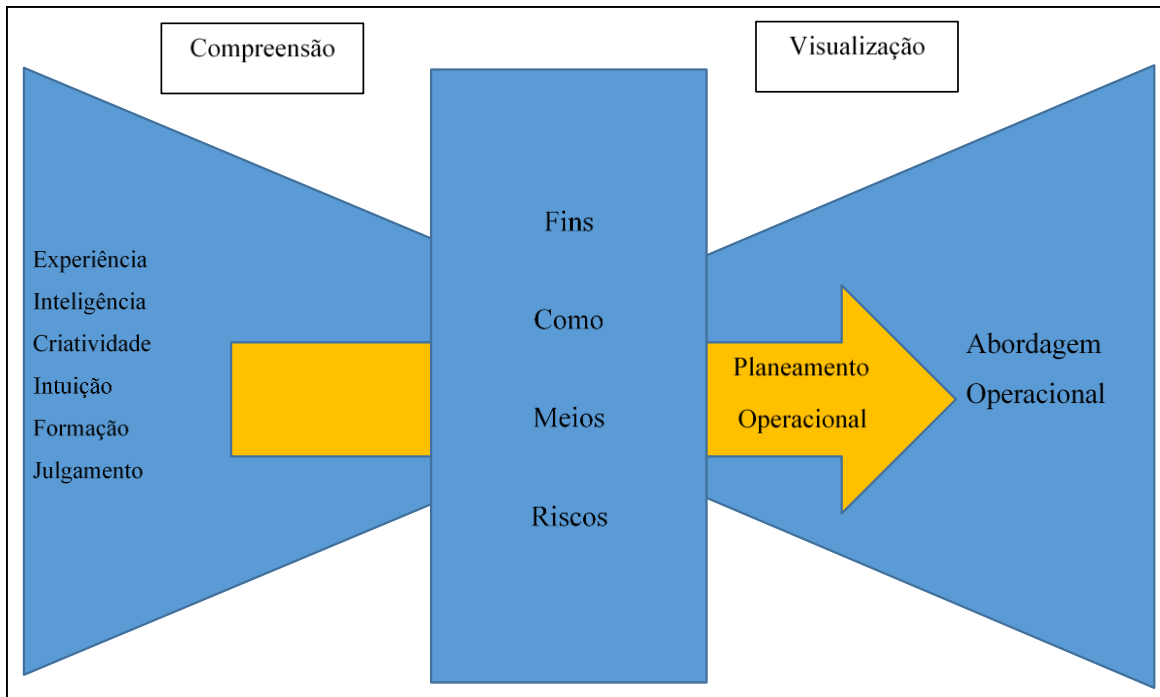 Compreensão
Visualização
Experiência
Inteligência
Criatividade
Intuição
Formação
Julgamento
Fins
Como
Meios
Riscos
Planeamento
Operacional
Abordagem
Operacional